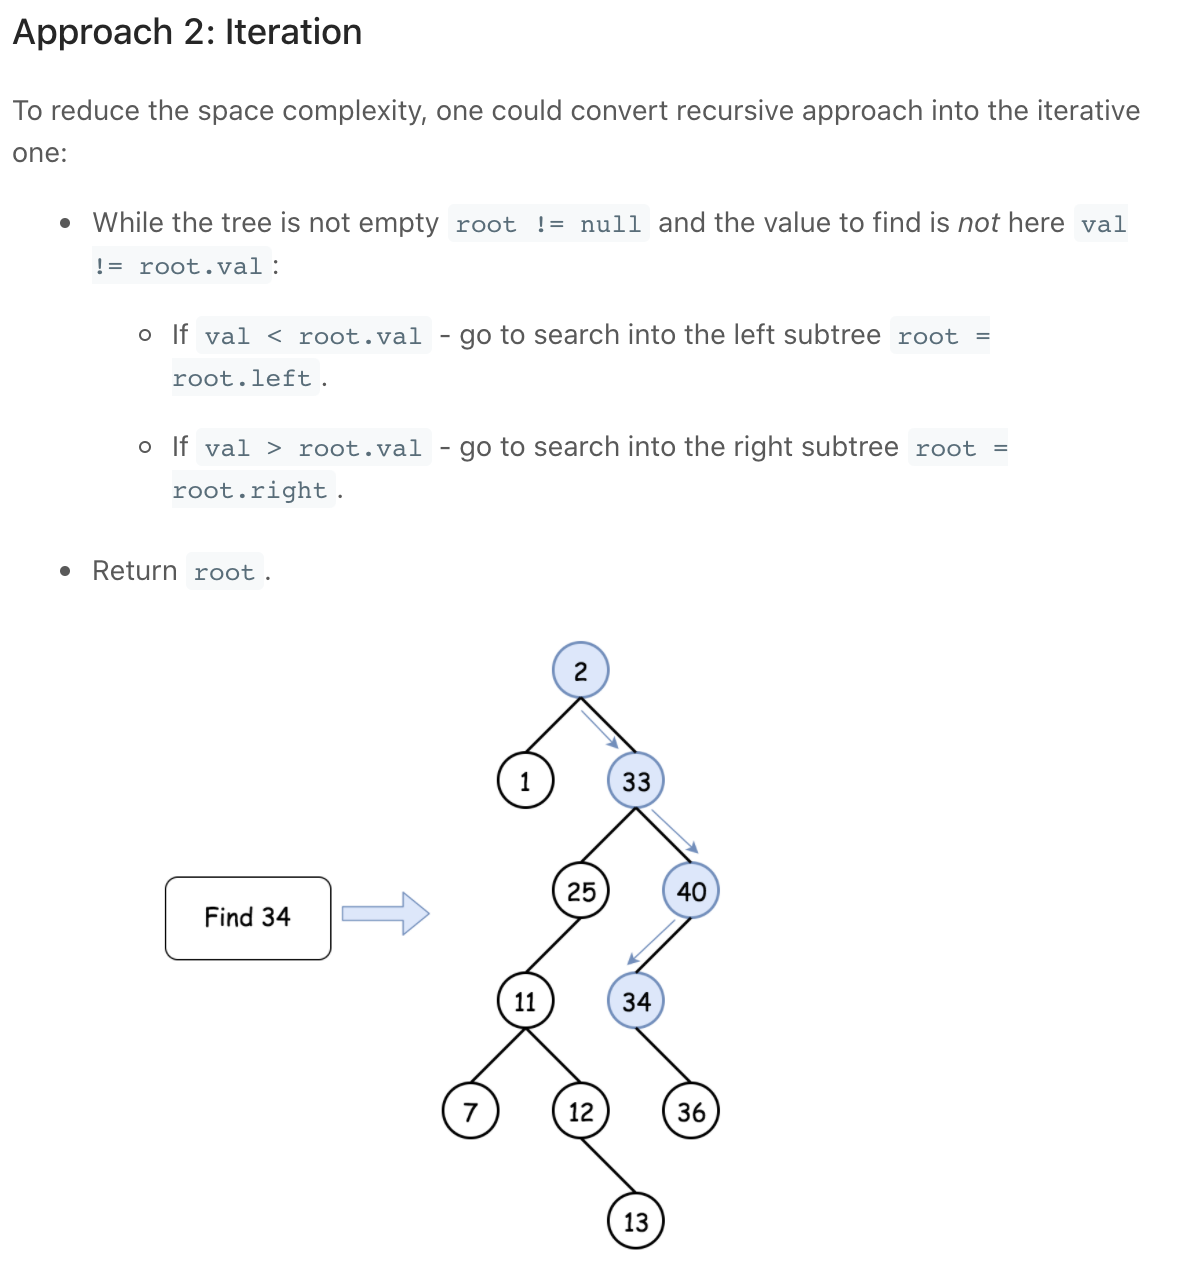 Approach 2: Iteration
To reduce the space complexity, one could convert recursive approach into the iterative
one:
• While the tree is not empty root != null and the value to find is not here val
!= root.val :
○ If val < root.val - go to search into the left subtree root =
root.left .
○ If val > root.val - go to search into the right subtree root =
root.right .
• Return root .
2
1
33
25
40
Find 34
11
34
7
12
36
13